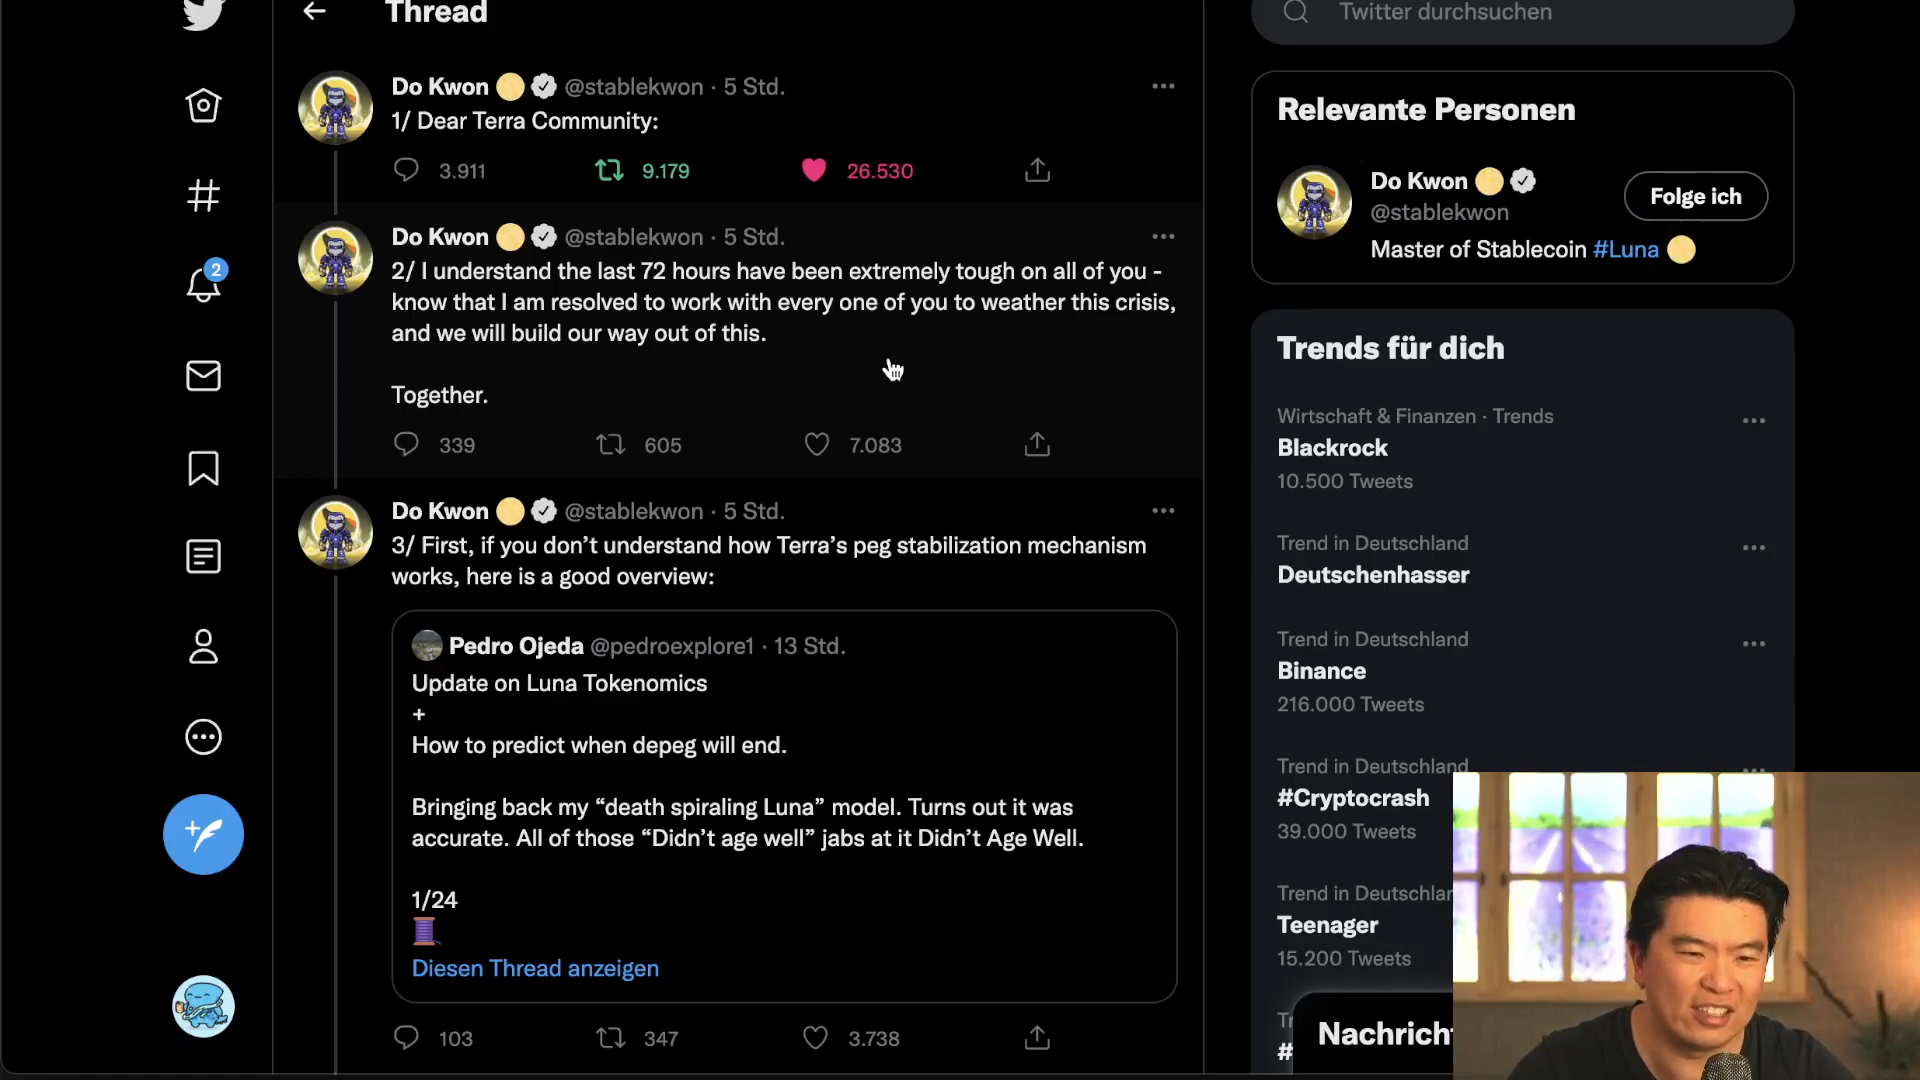 Thread
Do Kwon @stablekwon · 5 Std.
1/ Dear Terra Community:
3.911 9.179 26.530
Do Kwon @stablekwon · 5 Std.
2/ I understand the last 72 hours have been extremely tough on all of you -
know that I am resolved to work with every one of you to weather this crisis,
and we will build our way out of this.
Together.
339 605 7.083
Do Kwon @stablekwon · 5 Std.
3/ First, if you don’t understand how Terra’s peg stabilization mechanism
works, here is a good overview:
Pedro Ojeda @pedroexplore1 · 13 Std.
Update on Luna Tokenomics
+
How to predict when depeg will end.
Bringing back my “death spiraling Luna” model. Turns out it was
accurate. All of those “Didn’t age well” jabs at it Didn’t Age Well.
1/24
Diesen Thread anzeigen
103 347 3.738
2
Twitter durchsuchen
Relevante Personen
Do Kwon
@stablekwon
Folge ich
Master of Stablecoin #Luna
Trends für dich
Wirtschaft & Finanzen · Trends
Blackrock
10.500 Tweets
Trend in Deutschland
Deutschenhasser
Trend in Deutschland
Binance
216.000 Tweets
Trend in Deutschland
#Cryptocrash
39.000 Tweets
Trend in Deutschlan
Teenager
15.200 Tweets
Tr
#
Nachrich